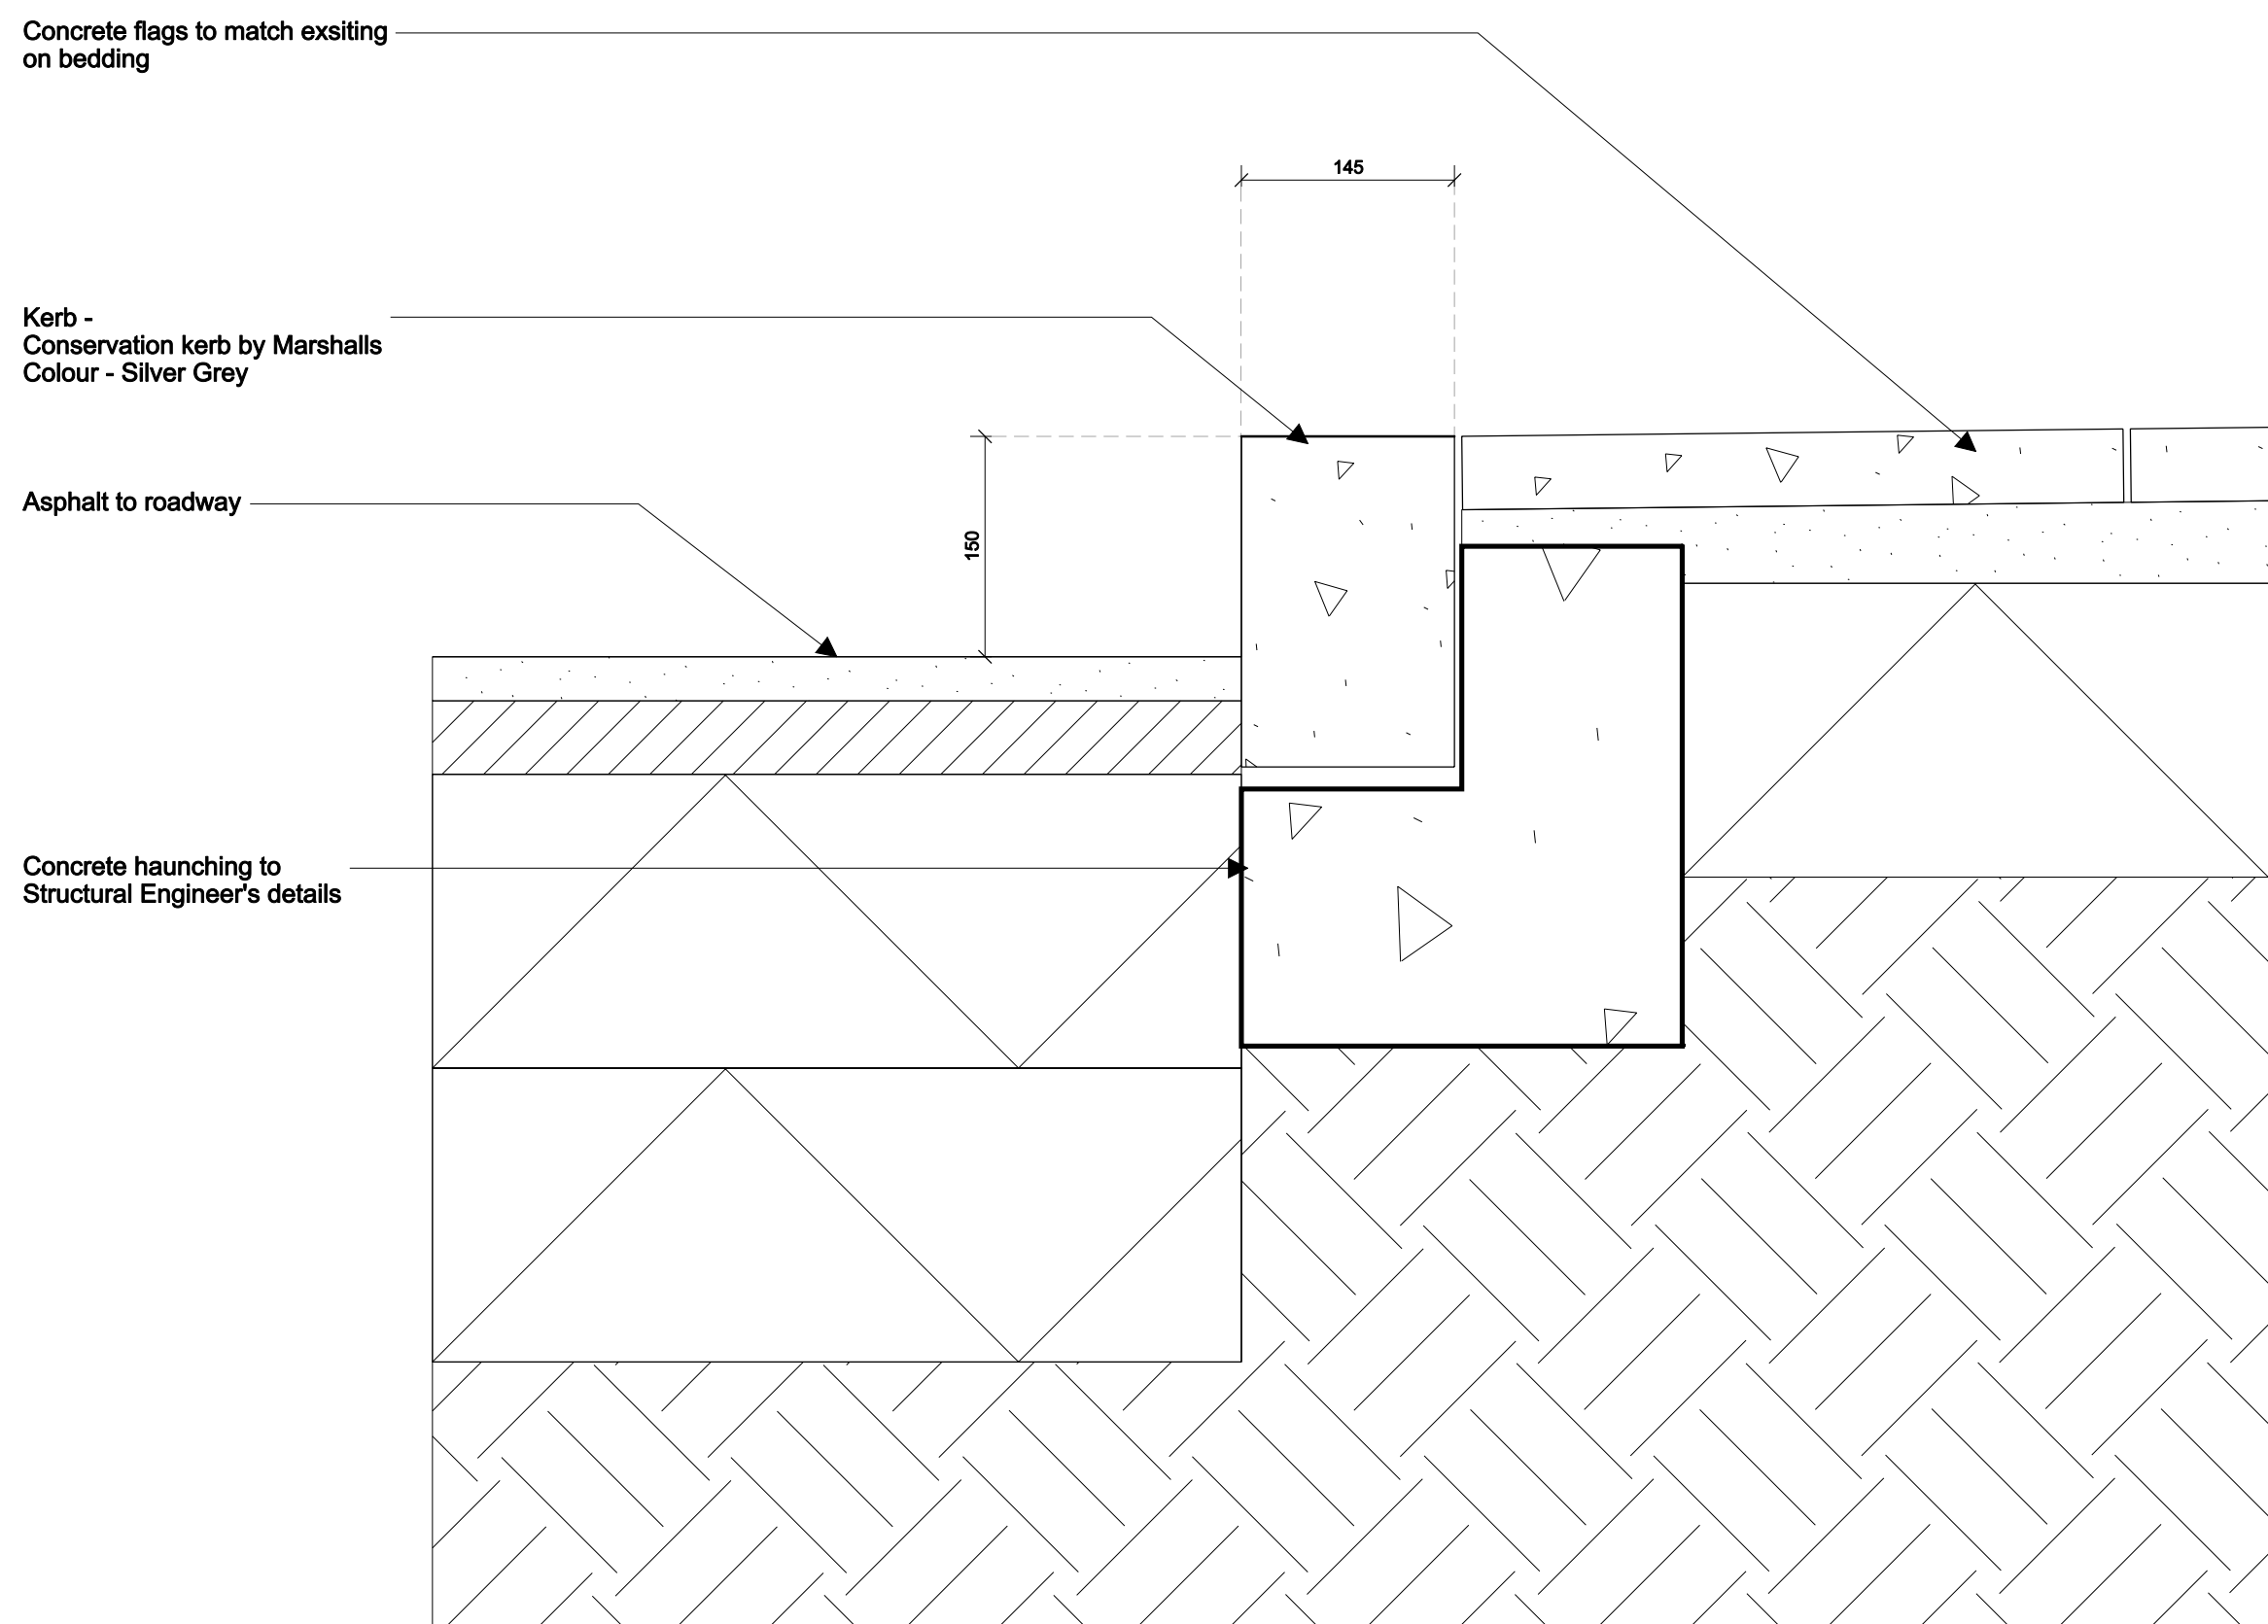 Concrete flags to match exsiting
on bedding
145
Kerb -
Conservation kerb by Marshalls
Colour - Silver Grey
Asphalt to roadway
150
Concrete haunching to
Structural Engineer's details